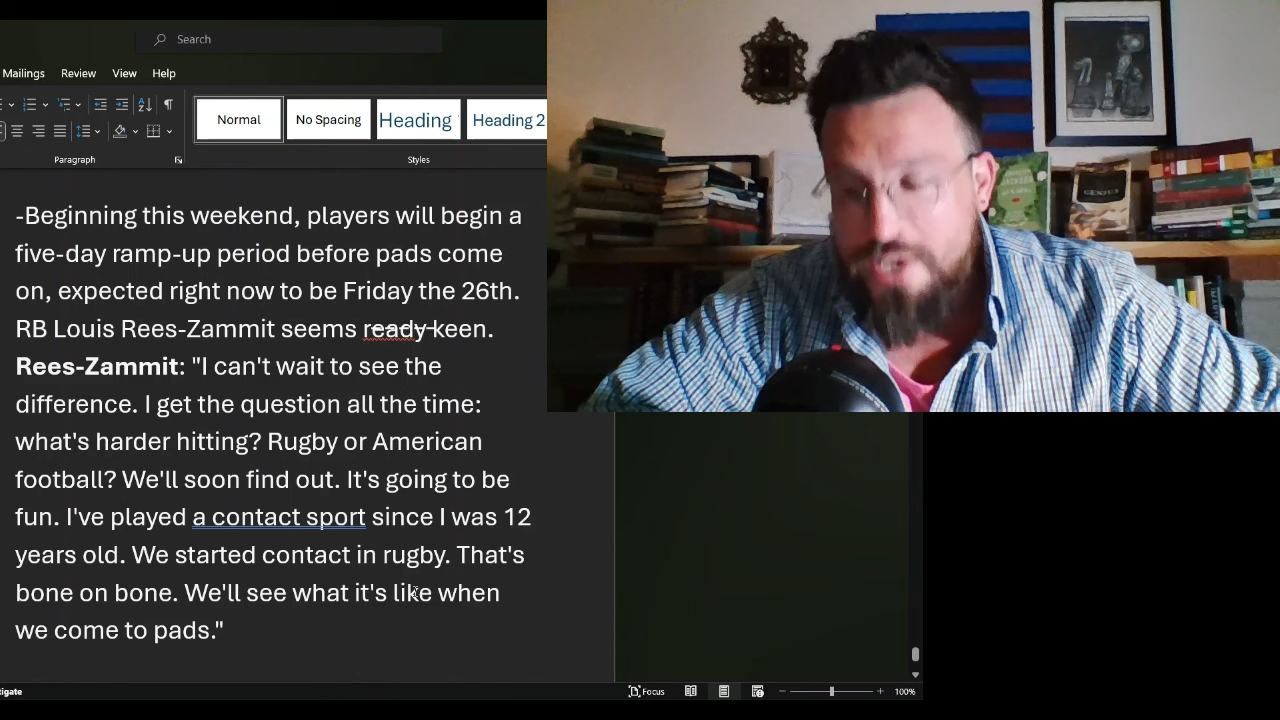 Search
Mailings Review View Help
Normal No Spacing Heading Heading 2
Paragraph Styles
-Beginning this weekend, players will begin a
five-day ramp-up period before pads come
on, expected right now to be Friday the 26th.
RB Louis Rees-Zammit seems ready keen.
Rees-Zammit: "I can't wait to see the
difference. I get the question all the time:
what's harder hitting? Rugby or American
football? We'll soon find out. It's going to be
fun. I've played a contact sport since I was 12
years old. We started contact in rugby. That's
bone on bone. We'll see what it's like when
we come to pads."
tigate Focus 100%
GENIUS